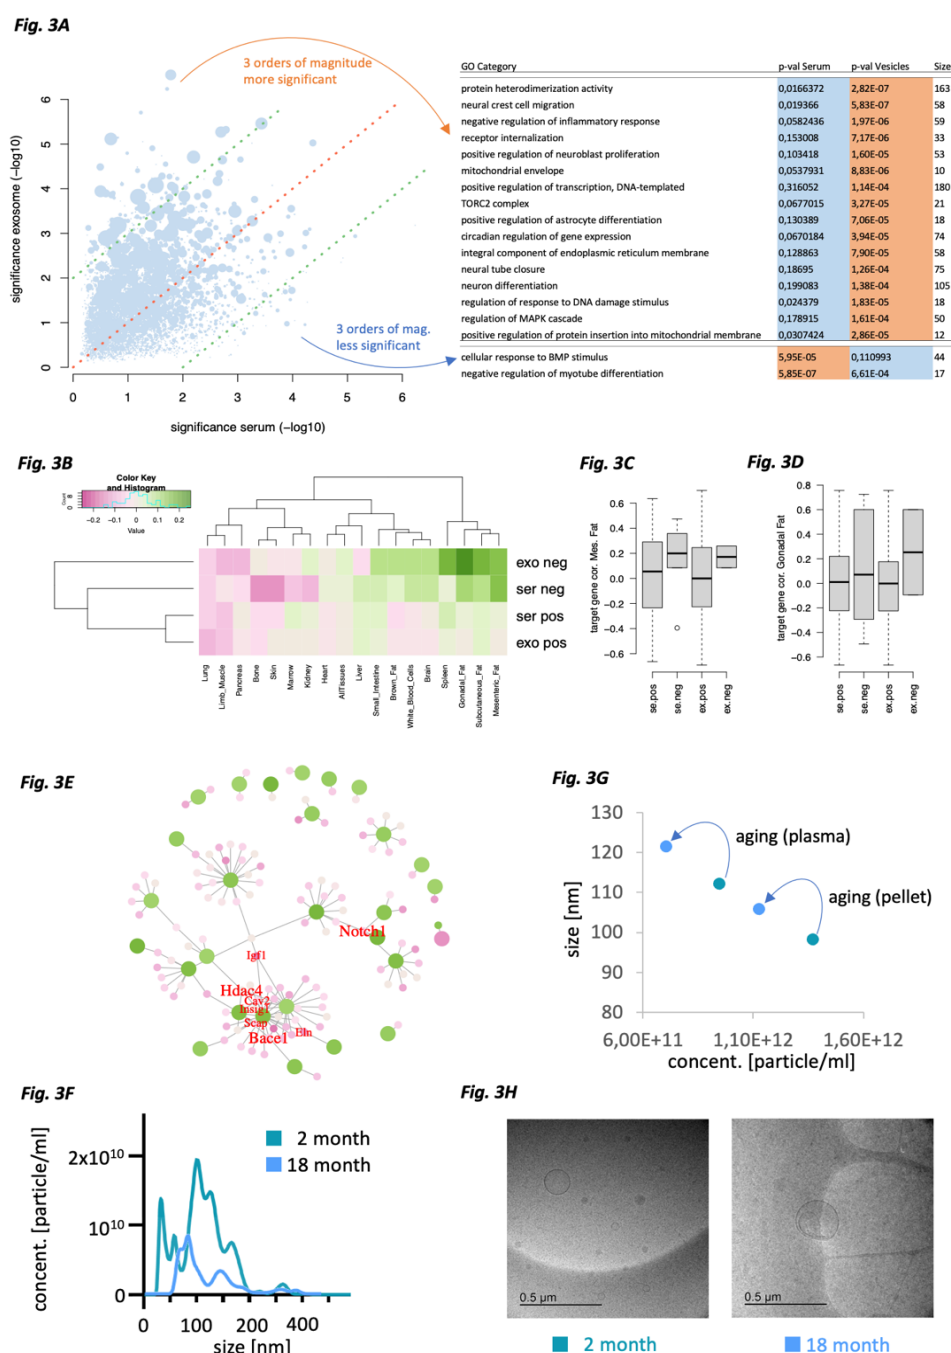 Fig. 3A
3 orders of magnitude
more significant
significance exosome (−log10)
6
5
4
3
2
1
0
3 orders of mag.
less significant
0 1 2 3 4 5 6
significance serum (−log10)
GO Category p-val Serum p-val Vesicles Size
protein heterodimerization activity 0,0166372 2,82E-07 163
neural crest cell migration 0,019366 5,83E-07 58
negative regulation of inflammatory response 0,0582436 1,97E-06 59
receptor internalization 0,153008 7,17E-06 33
positive regulation of neuroblast proliferation 0,103418 1,60E-05 53
mitochondrial envelope 0,0537931 8,83E-06 10
positive regulation of transcription, DNA-templated 0,316052 1,14E-04 180
TORC2 complex 0,0677015 3,27E-05 21
positive regulation of astrocyte differentiation 0,130389 7,06E-05 18
circadian regulation of gene expression 0,0670184 3,94E-05 74
integral component of endoplasmic reticulum membrane 0,128863 7,90E-05 58
neural tube closure 0,18695 1,26E-04 75
neuron differentiation 0,199083 1,38E-04 105
regulation of response to DNA damage stimulus 0,024379 1,83E-05 18
regulation of MAPK cascade 0,178915 1,61E-04 50
positive regulation of protein insertion into mitochondrial membrane 0,0307424 2,86E-05 12
cellular response to BMP stimulus 5,95E-05 0,110993 44
negative regulation of myotube differentiation 5,85E-07 6,61E-04 17
Fig. 3B
Color Key
and Histogram
Count
0 8
−0.2 −0.1 0 0.1 0.2
Value
exo neg
ser neg
ser pos
exo pos
Lung
Limb_Muscle
Pancreas
Bone
Skin
Marrow
Kidney
Heart
AllTissues
Liver
Small_Intestine
Brown_Fat
White_Blood_Cells
Brain
Spleen
Gonadal_Fat
Subcutaneous_Fat
Mesenteric_Fat
Fig. 3C
target gene cor. Mes. Fat
0.6
0.4
0.2
0.0
−0.2
−0.4
−0.6
se.pos
se.neg
ex.pos
ex.neg
Fig. 3D
target gene cor. Gonadal Fat
0.8
0.6
0.4
0.2
0.0
−0.2
−0.4
−0.6
se.pos
se.neg
ex.pos
ex.neg
Fig. 3E
Notch1
Igf1
Hdac4
Cav2
Insig1
Scap
Eln
Bace1
Fig. 3G
size [nm]
130
120
110
100
90
80
aging (plasma)
aging (pellet)
6,00E+11 1,10E+12 1,60E+12
concent. [particle/ml]
Fig. 3F
concent. [particle/ml]
2x10¹⁰
10¹⁰
0
2 month
18 month
0 100 200 400
size [nm]
Fig. 3H
0.5 µm
0.5 µm
2 month
18 month